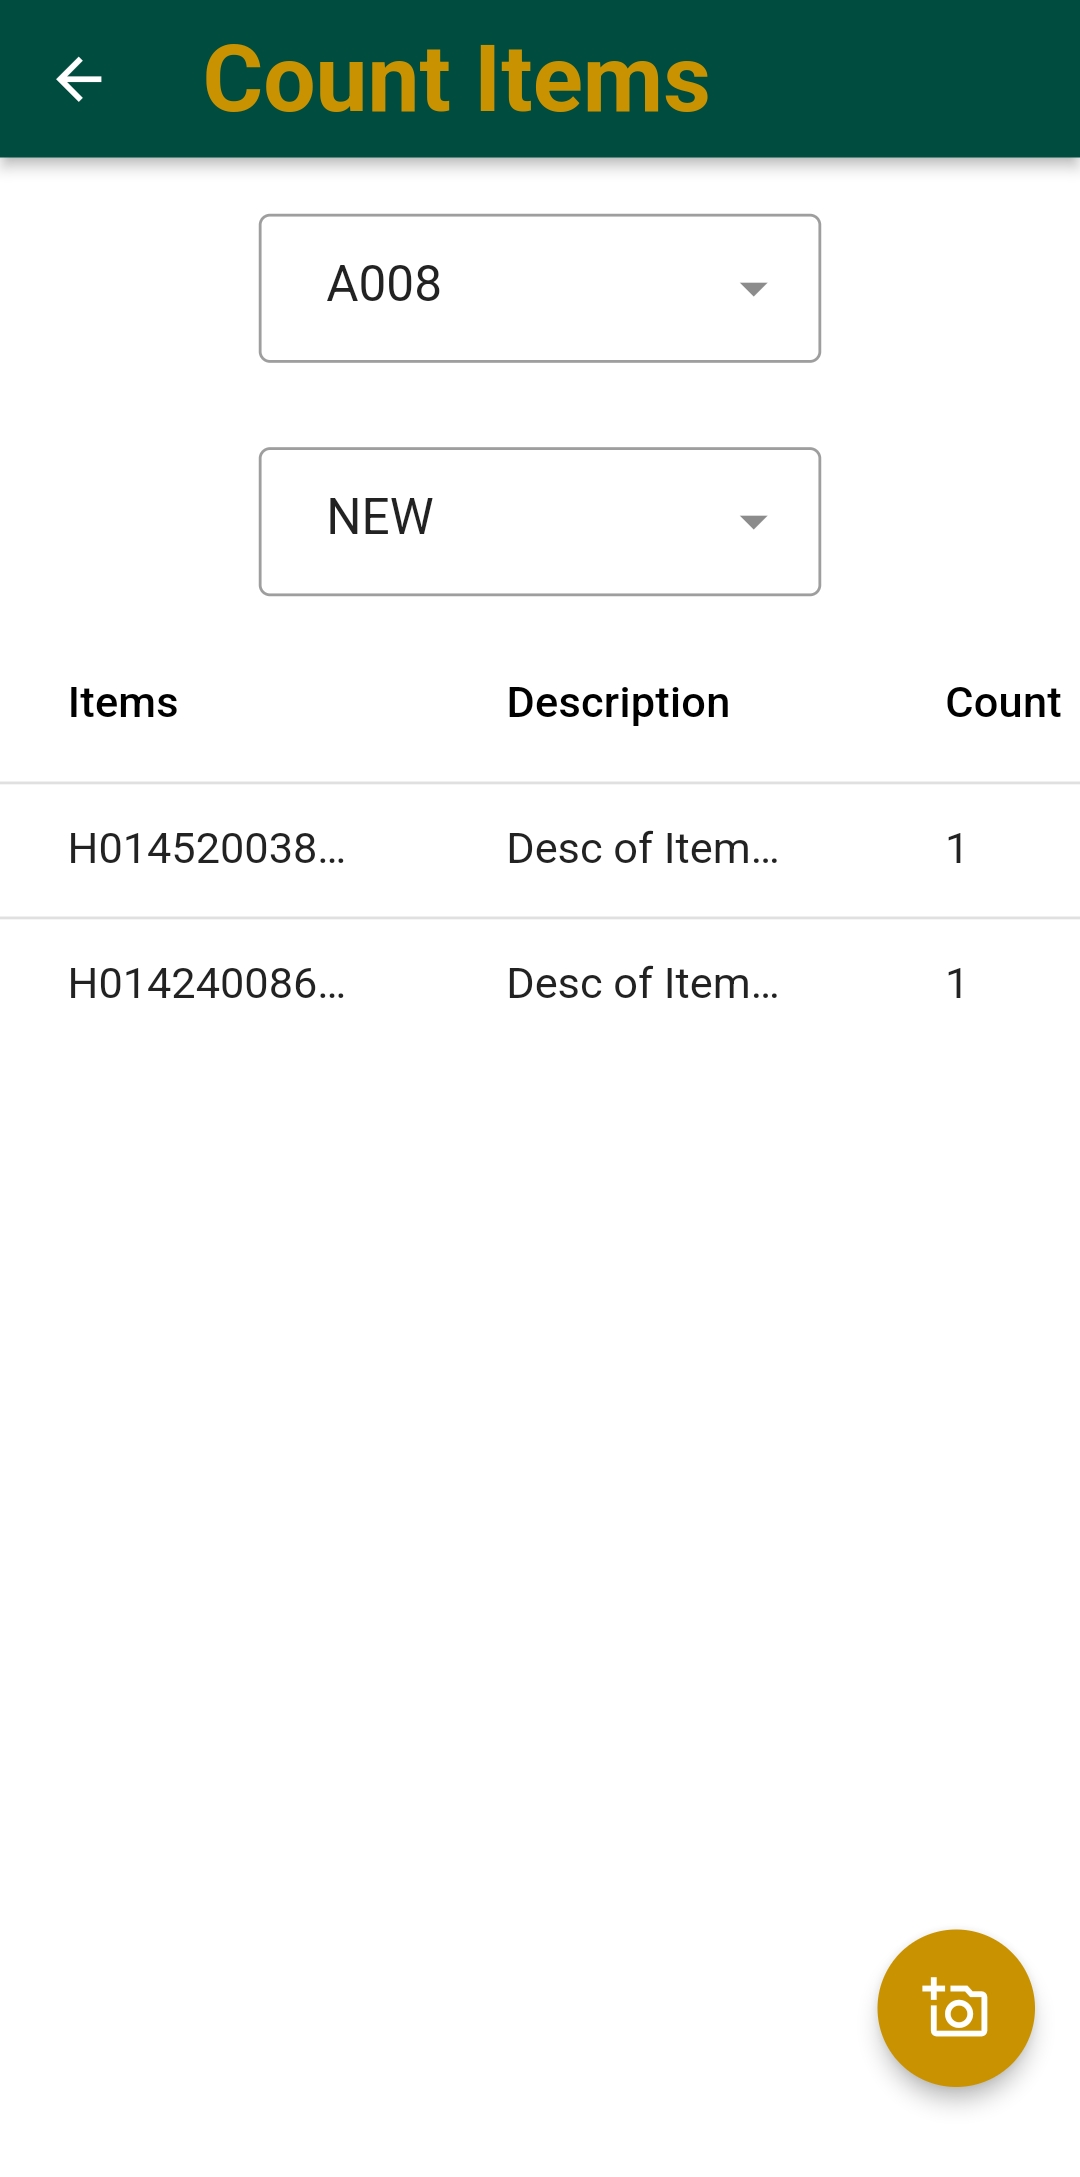 Count Items
A008
NEW
Items Description Count
H014520038... Desc of Item... 1
H014240086... Desc of Item... 1